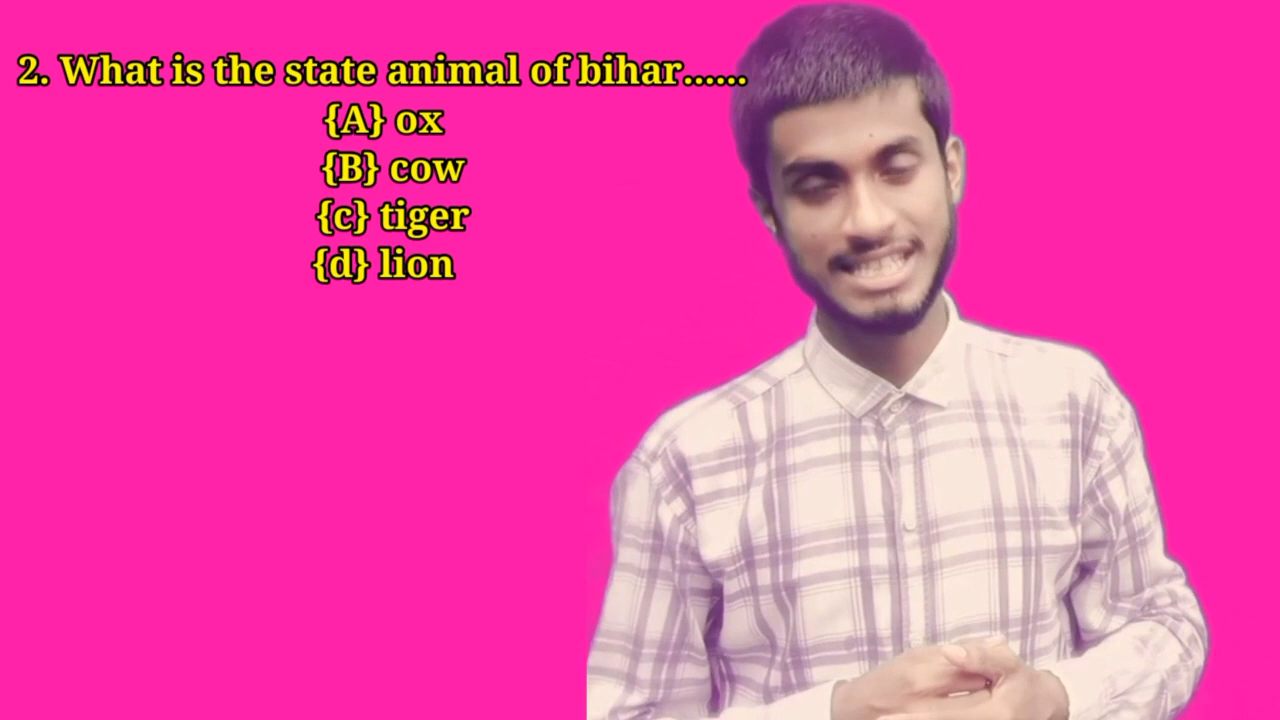 2. What is the state animal of bihar......
{A} ox
{B} cow
{c} tiger
{d} lion